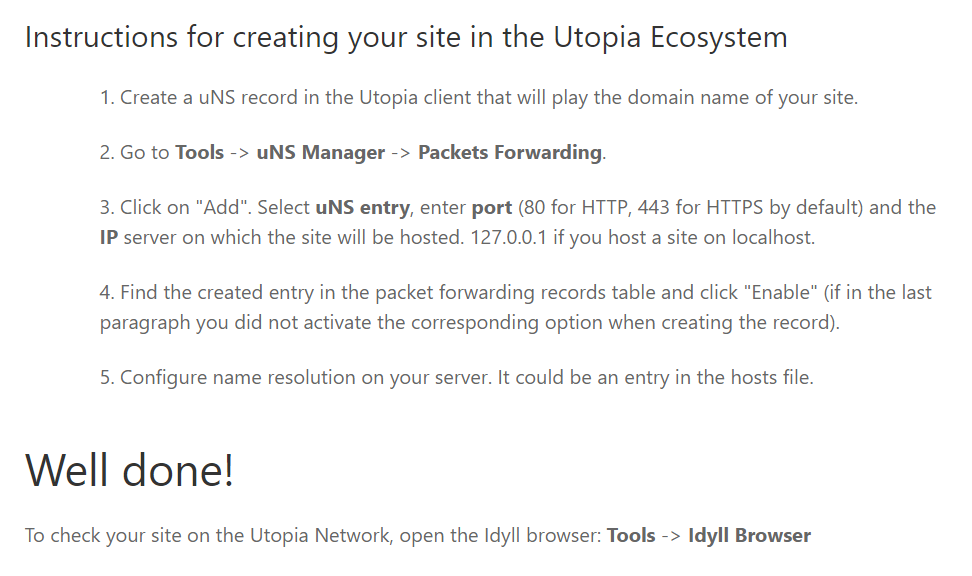 Instructions for creating your site in the Utopia Ecosystem
1. Create a uNS record in the Utopia client that will play the domain name of your site.
2. Go to Tools -> uNS Manager -> Packets Forwarding.
3. Click on "Add". Select uNS entry, enter port (80 for HTTP, 443 for HTTPS by default) and the
IP server on which the site will be hosted. 127.0.0.1 if you host a site on localhost.
4. Find the created entry in the packet forwarding records table and click "Enable" (if in the last
paragraph you did not activate the corresponding option when creating the record).
5. Configure name resolution on your server. It could be an entry in the hosts file.
Well done!
To check your site on the Utopia Network, open the Idyll browser: Tools -> Idyll Browser